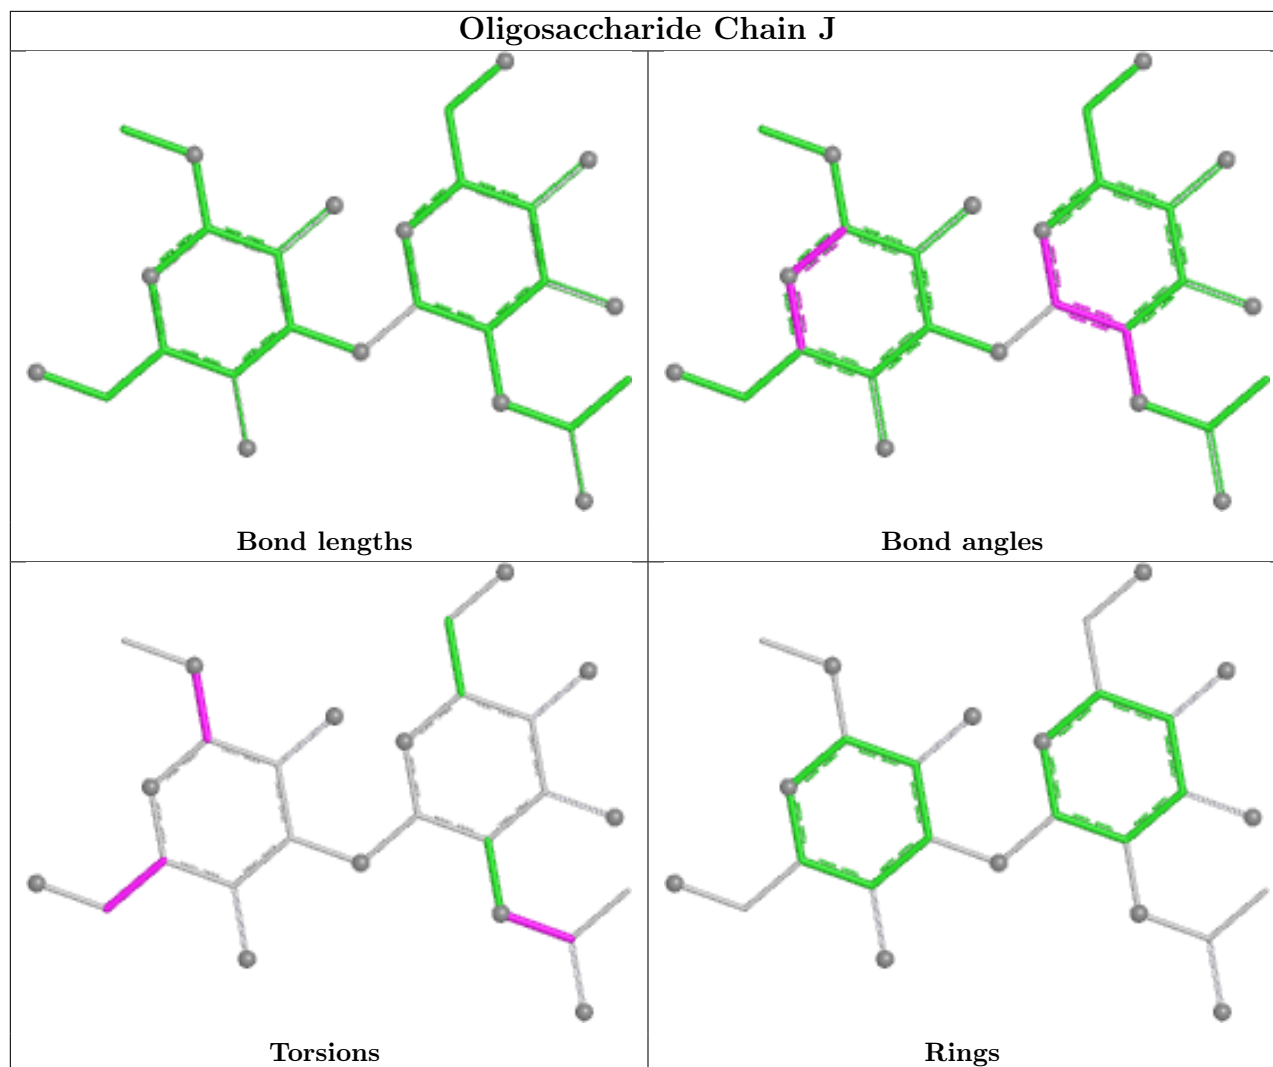 Oligosaccharide Chain J
Bond lengths
Bond angles
Torsions
Rings